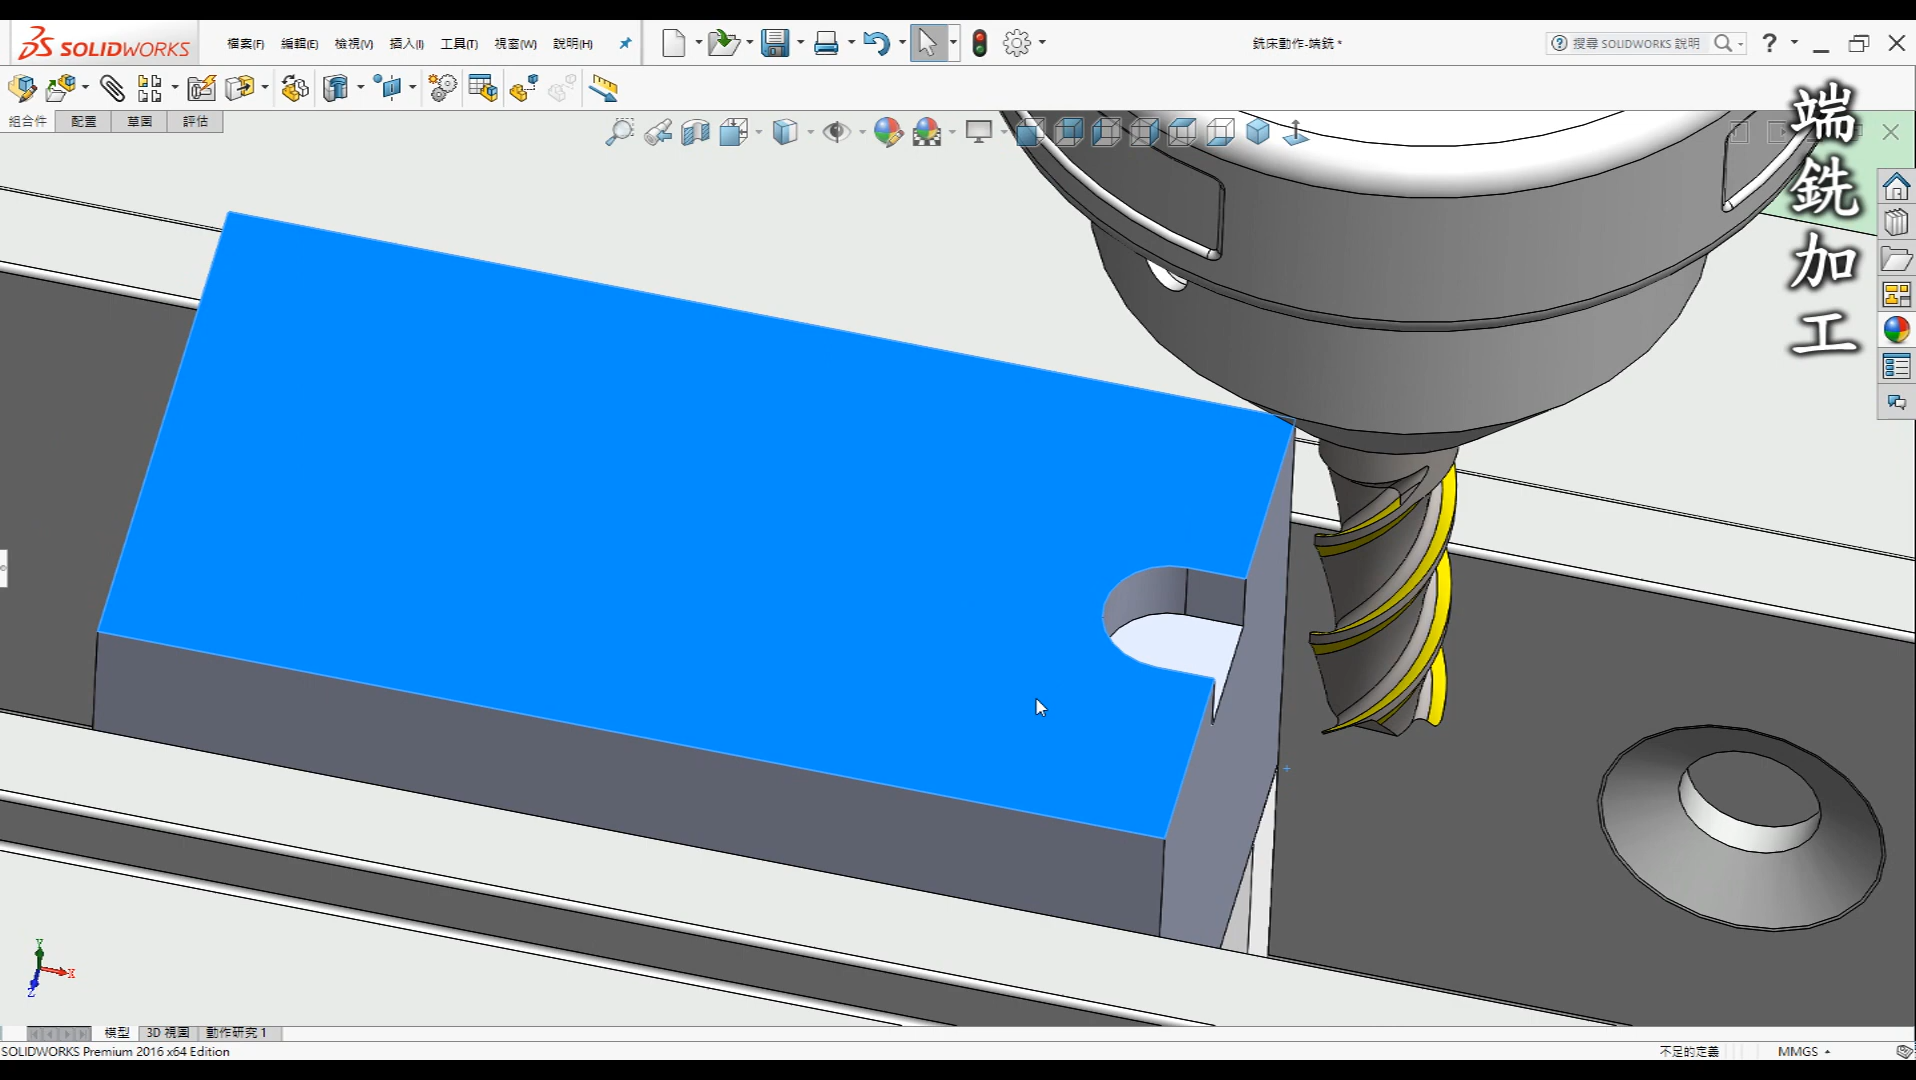 SOLIDWORKS
檔案(F) 編輯(E) 檢視(V) 插入(I) 工具(T) 視窗(W) 說明(H)
銑床動作-端銑 *
搜尋 SOLIDWORKS 說明
組合件 配置 草圖 評估
端銑加工
Y
X
Z
模型 3D 視圖 動作研究 1
SOLIDWORKS Premium 2016 x64 Edition
不足的定義
MMGS